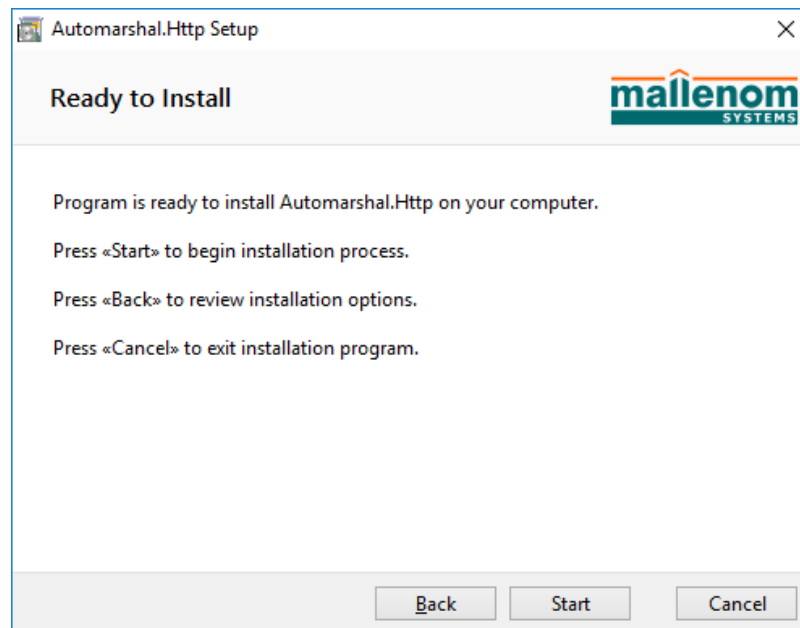 Automarshal.Http Setup
Ready to Install
mallenom
SYSTEMS
Program is ready to install Automarshal.Http on your computer.
Press «Start» to begin installation process.
Press «Back» to review installation options.
Press «Cancel» to exit installation program.
Back
Start
Cancel